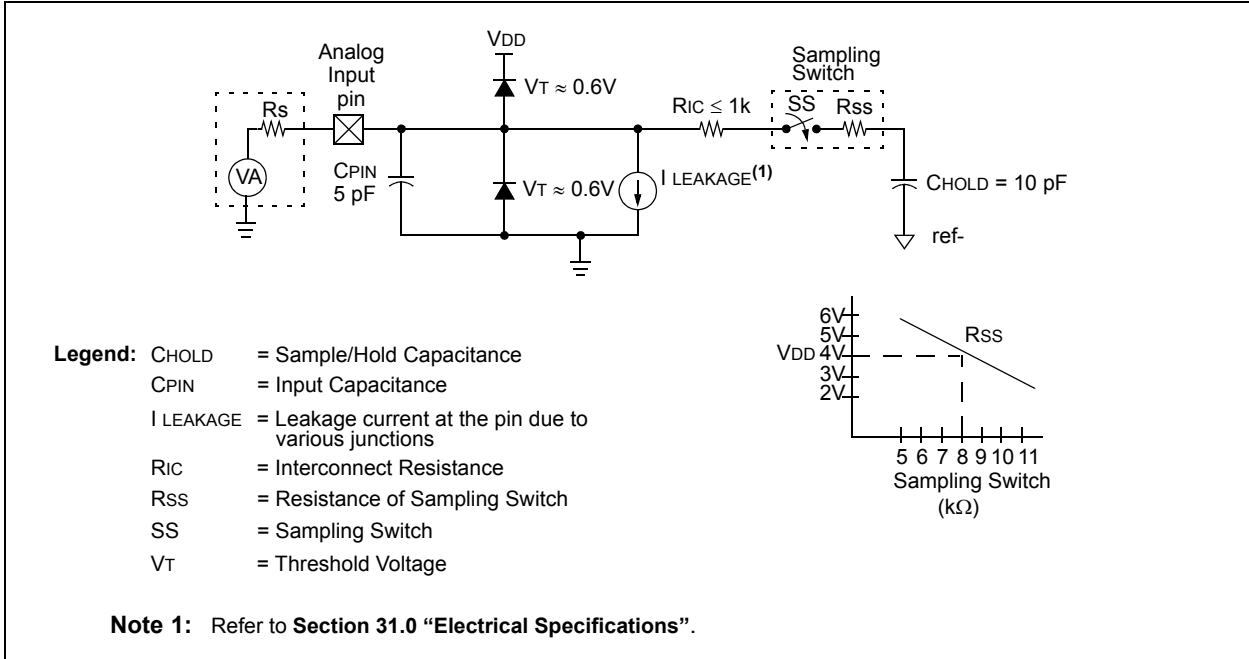 VDD
Analog
Input
pin
Sampling
Switch
VT ≈ 0.6V
RIC ≤ 1k
SS
RSS
Rs
VA
CPIN
5 pF
VT ≈ 0.6V
I LEAKAGE(1)
CHOLD = 10 pF
ref-
6V
5V
VDD 4V
3V
2V
RSS
5 6 7 8 9 10 11
Sampling Switch
(kΩ)
Legend: CHOLD = Sample/Hold Capacitance
CPIN = Input Capacitance
I LEAKAGE = Leakage current at the pin due to
various junctions
RIC = Interconnect Resistance
RSS = Resistance of Sampling Switch
SS = Sampling Switch
VT = Threshold Voltage
Note 1: Refer to Section 31.0 “Electrical Specifications”.